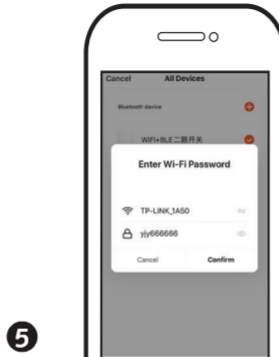 Cancel All Devices
Bluetooth device
WIFI+BLE二路开关
Enter Wi-Fi Password
TP-LINK_1A50
yjy666666
Cancel Confirm
5